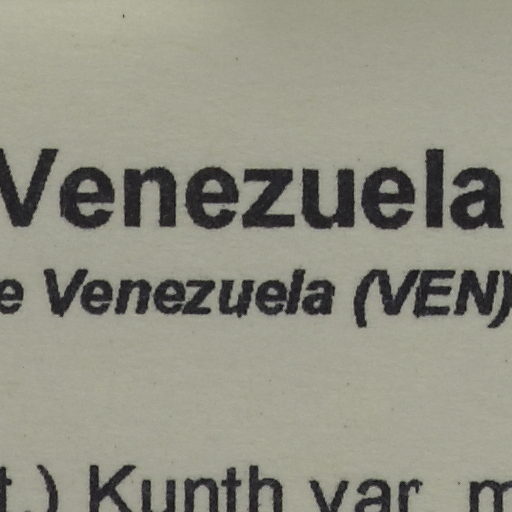 Venezuela
e Venezuela (VEN)
t.) Kunth var. m